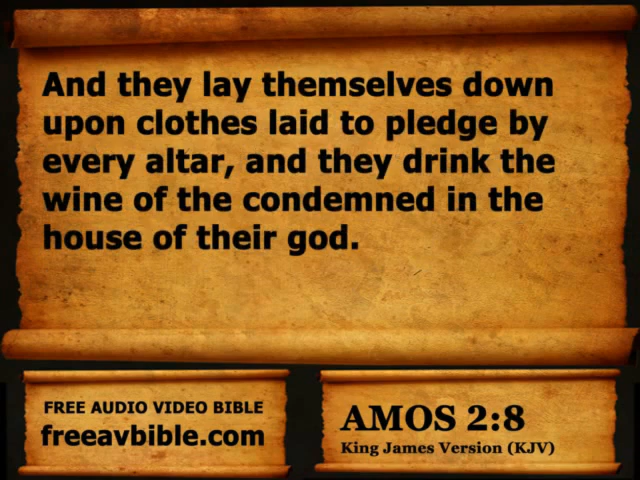 And they lay themselves down
upon clothes laid to pledge by
every altar, and they drink the
wine of the condemned in the
house of their god.
FREE AUDIO VIDEO BIBLE
freeavbible.com
AMOS 2:8
King James Version (KJV)